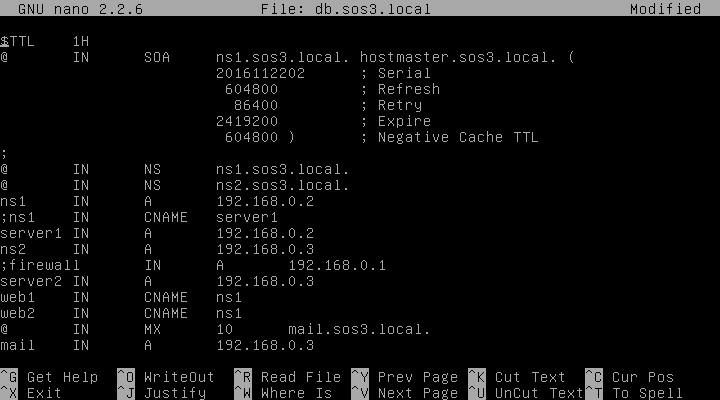 GNU nano 2.2.6 File: db.sos3.local Modified
$TTL 1H
@ IN SOA ns1.sos3.local. hostmaster.sos3.local. (
2016112202 ; Serial
604800 ; Refresh
86400 ; Retry
2419200 ; Expire
604800 ) ; Negative Cache TTL
;
@ IN NS ns1.sos3.local.
@ IN NS ns2.sos3.local.
ns1 IN A 192.168.0.2
;ns1 IN CNAME server1
server1 IN A 192.168.0.2
ns2 IN A 192.168.0.3
;firewall IN A 192.168.0.1
server2 IN A 192.168.0.3
web1 IN CNAME ns1
web2 IN CNAME ns1
@ IN MX 10 mail.sos3.local.
mail IN A 192.168.0.3
^G Get Help ^O WriteOut ^R Read File ^Y Prev Page ^K Cut Text ^C Cur Pos
^X Exit ^J Justify ^W Where Is ^V Next Page ^U UnCut Text ^T To Spell